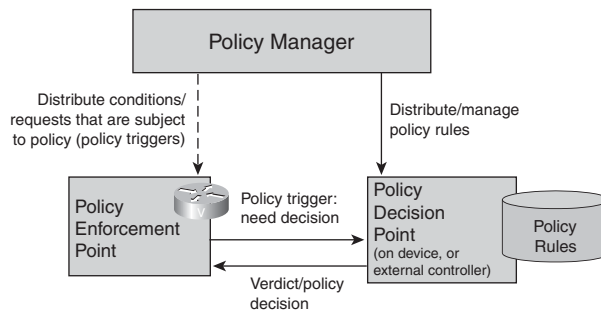 Policy Manager
Distribute conditions/
requests that are subject
to policy (policy triggers)
Distribute/manage
policy rules
Policy
Enforcement
Point
Policy trigger:
need decision
Policy
Decision
Point
(on device, or
external controller)
Policy
Rules
Verdict/policy
decision